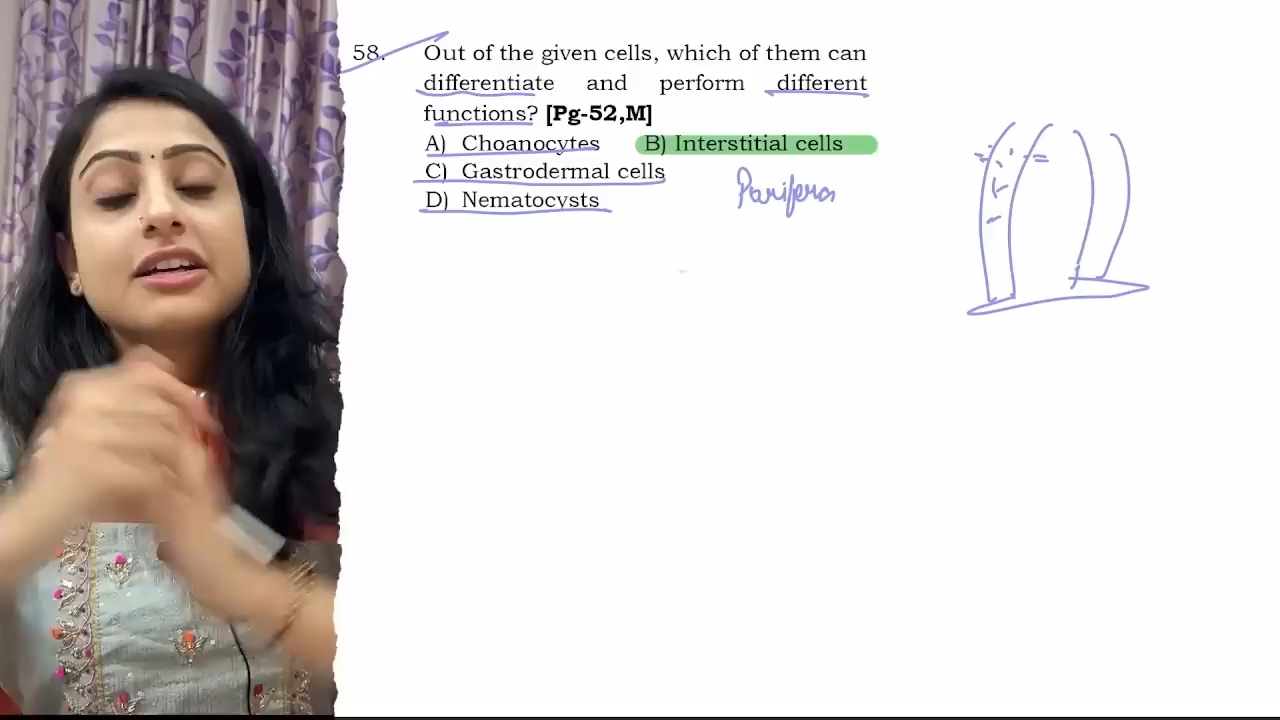 58. Out of the given cells, which of them can
differentiate and perform different
functions? [Pg-52,M]
A) Choanocytes B) Interstitial cells
C) Gastrodermal cells
D) Nematocysts
Porifera